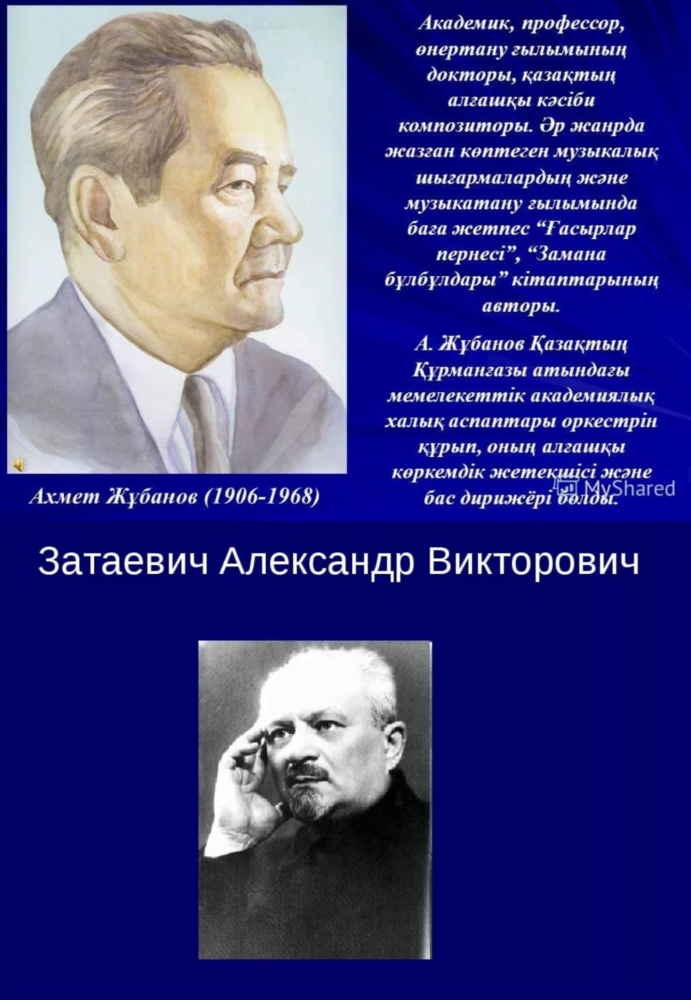 Академик, профессор,
өнертану ғылымының
докторы, қазақтың
алғашқы кәсіби
композиторы. Әр жанрда
жазған көптеген музыкалық
шығармалардың және
музыкатану ғылымында
баға жетпес “Ғасырлар
пернесі”, “Замана
бұлбұлдары” кітаптарының
авторы.
А. Жұбанов Қазақтың
Құрманғазы атындағы
мемелекеттік академиялық
халық аспаптары оркестрін
құрып, оның алғашқы
көркемдік жетекшісі және
бас дирижёрі болды.
MyShared
Ахмет Жұбанов (1906-1968)
Затаевич Александр Викторович